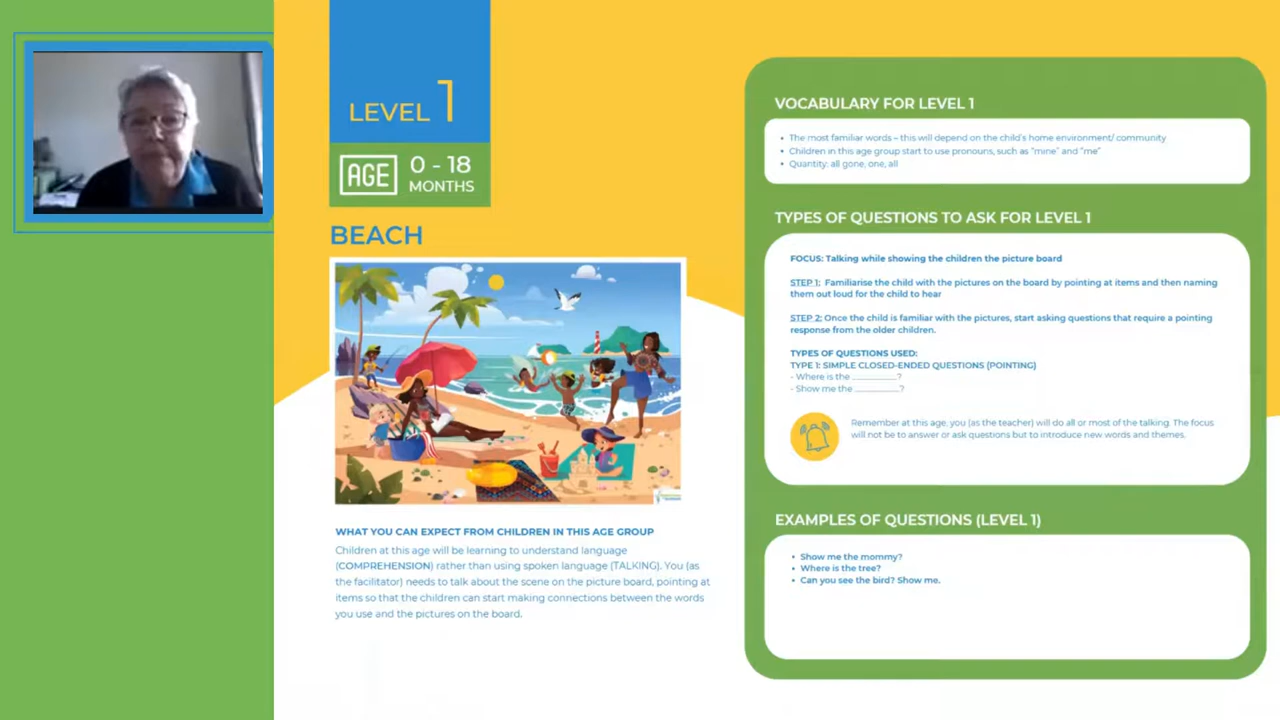 LEVEL 1
AGE
0 - 18
MONTHS
BEACH
WHAT YOU CAN EXPECT FROM CHILDREN IN THIS AGE GROUP
Children at this age will be learning to understand language
(COMPREHENSION) rather than using spoken language (TALKING). You (as
the facilitator) needs to talk about the scene on the picture board, pointing at
items so that the children can start making connections between the words
you use and the pictures on the board.
VOCABULARY FOR LEVEL 1
• The most familiar words – this will depend on the child's home environment/ community
• Children in this age group start to use pronouns, such as "mine" and "me"
• Quantity; all gone, one, all
TYPES OF QUESTIONS TO ASK FOR LEVEL 1
FOCUS: Talking while showing the children the picture board
STEP 1: Familiarise the child with the pictures on the board by pointing at items and then naming
them out loud for the child to hear
STEP 2: Once the child is familiar with the pictures, start asking questions that require a pointing
response from the older children.
TYPES OF QUESTIONS USED:
TYPE 1: SIMPLE CLOSED-ENDED QUESTIONS (POINTING)
- Where is the __________?
- Show me the __________?
Remember at this age, you (as the teacher) will do all or most of the talking. The focus
will not be to answer or ask questions but to introduce new words and themes.
EXAMPLES OF QUESTIONS (LEVEL 1)
• Show me the mommy?
• Where is the tree?
• Can you see the bird? Show me.